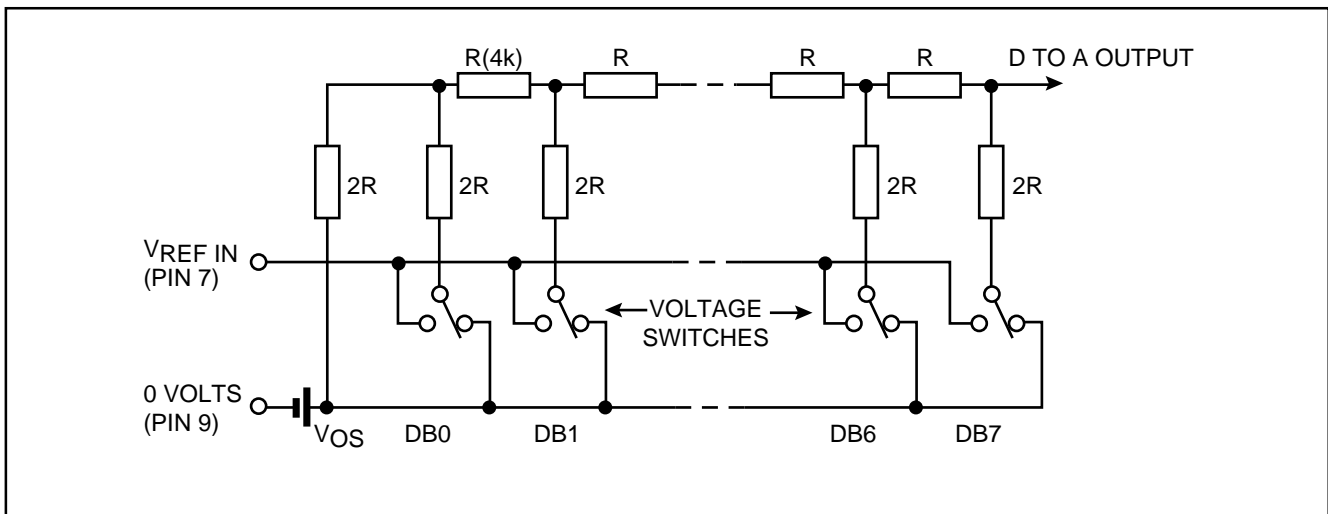 R(4k) R R R D TO A OUTPUT
2R 2R 2R 2R 2R
VREF IN
(PIN 7)
VOLTAGE
SWITCHES
0 VOLTS
(PIN 9)
VOS DB0 DB1 DB6 DB7